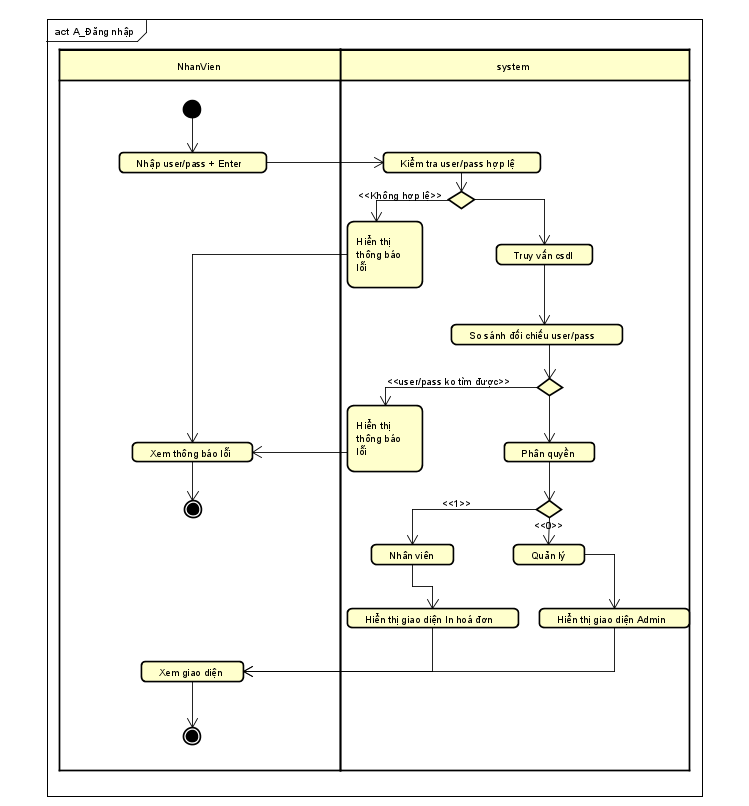 act A_Đăng nhập
NhanVien
system
Nhập user/pass + Enter
Kiểm tra user/pass hợp lệ
<<Không hợp lê>>
Hiển thị
thông báo
lỗi
Truy vấn csdl
So sánh đối chiếu user/pass
<<user/pass ko tìm được>>
Hiển thị
thông báo
lỗi
Xem thông báo lỗi
Phân quyền
<<1>>
<<0>>
Nhân viên
Quản lý
Hiển thị giao diện In hoá đơn
Hiển thị giao diện Admin
Xem giao diện